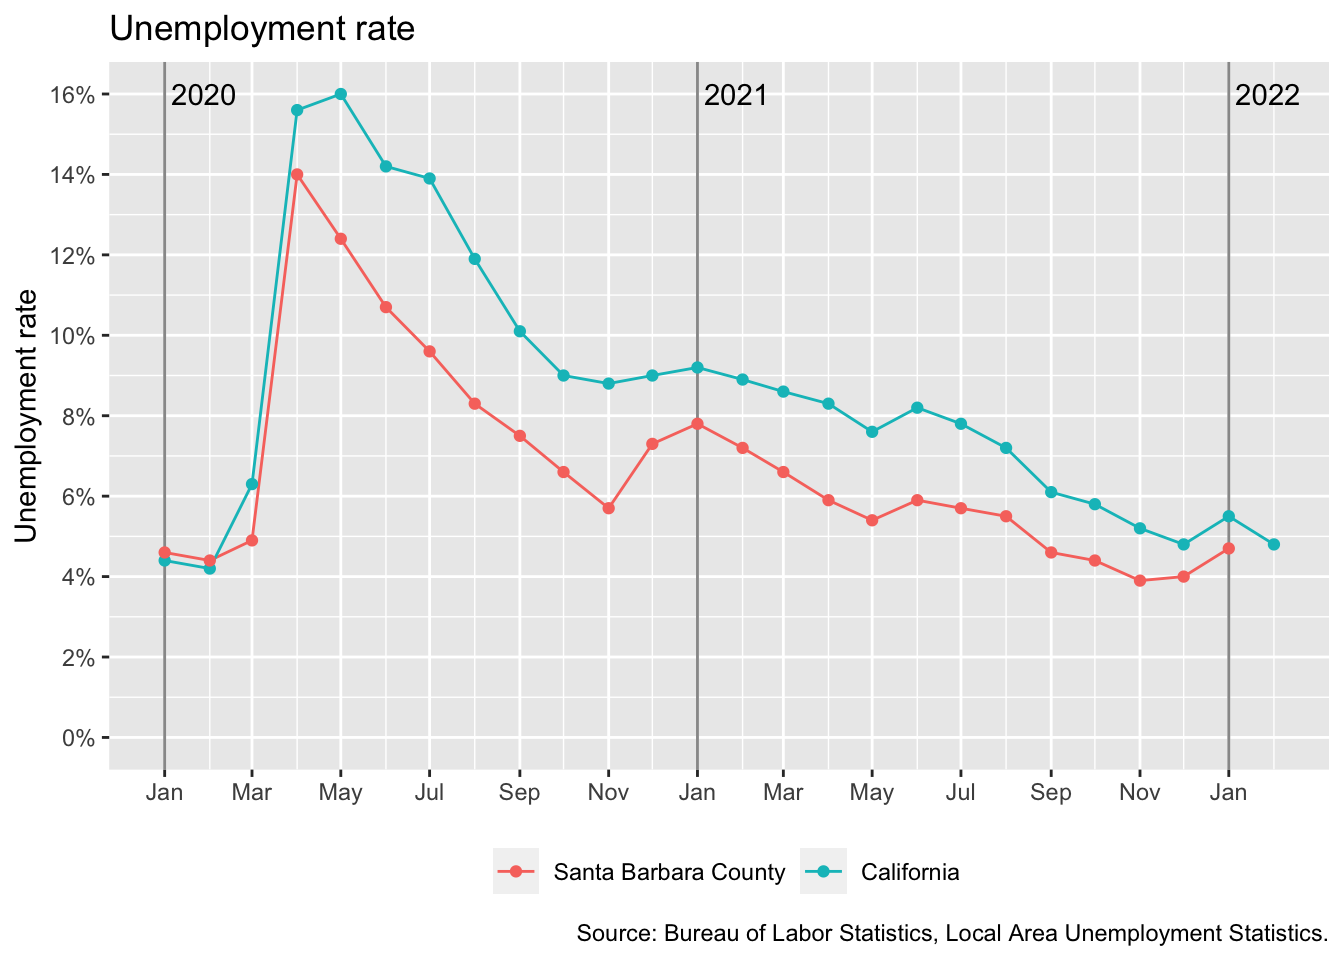 Unemployment rate
2020 2021 2022
16%
14%
12%
10%
8%
6%
4%
2%
0%
Unemployment rate
Jan Mar May Jul Sep Nov Jan Mar May Jul Sep Nov Jan
Santa Barbara County California
Source: Bureau of Labor Statistics, Local Area Unemployment Statistics.